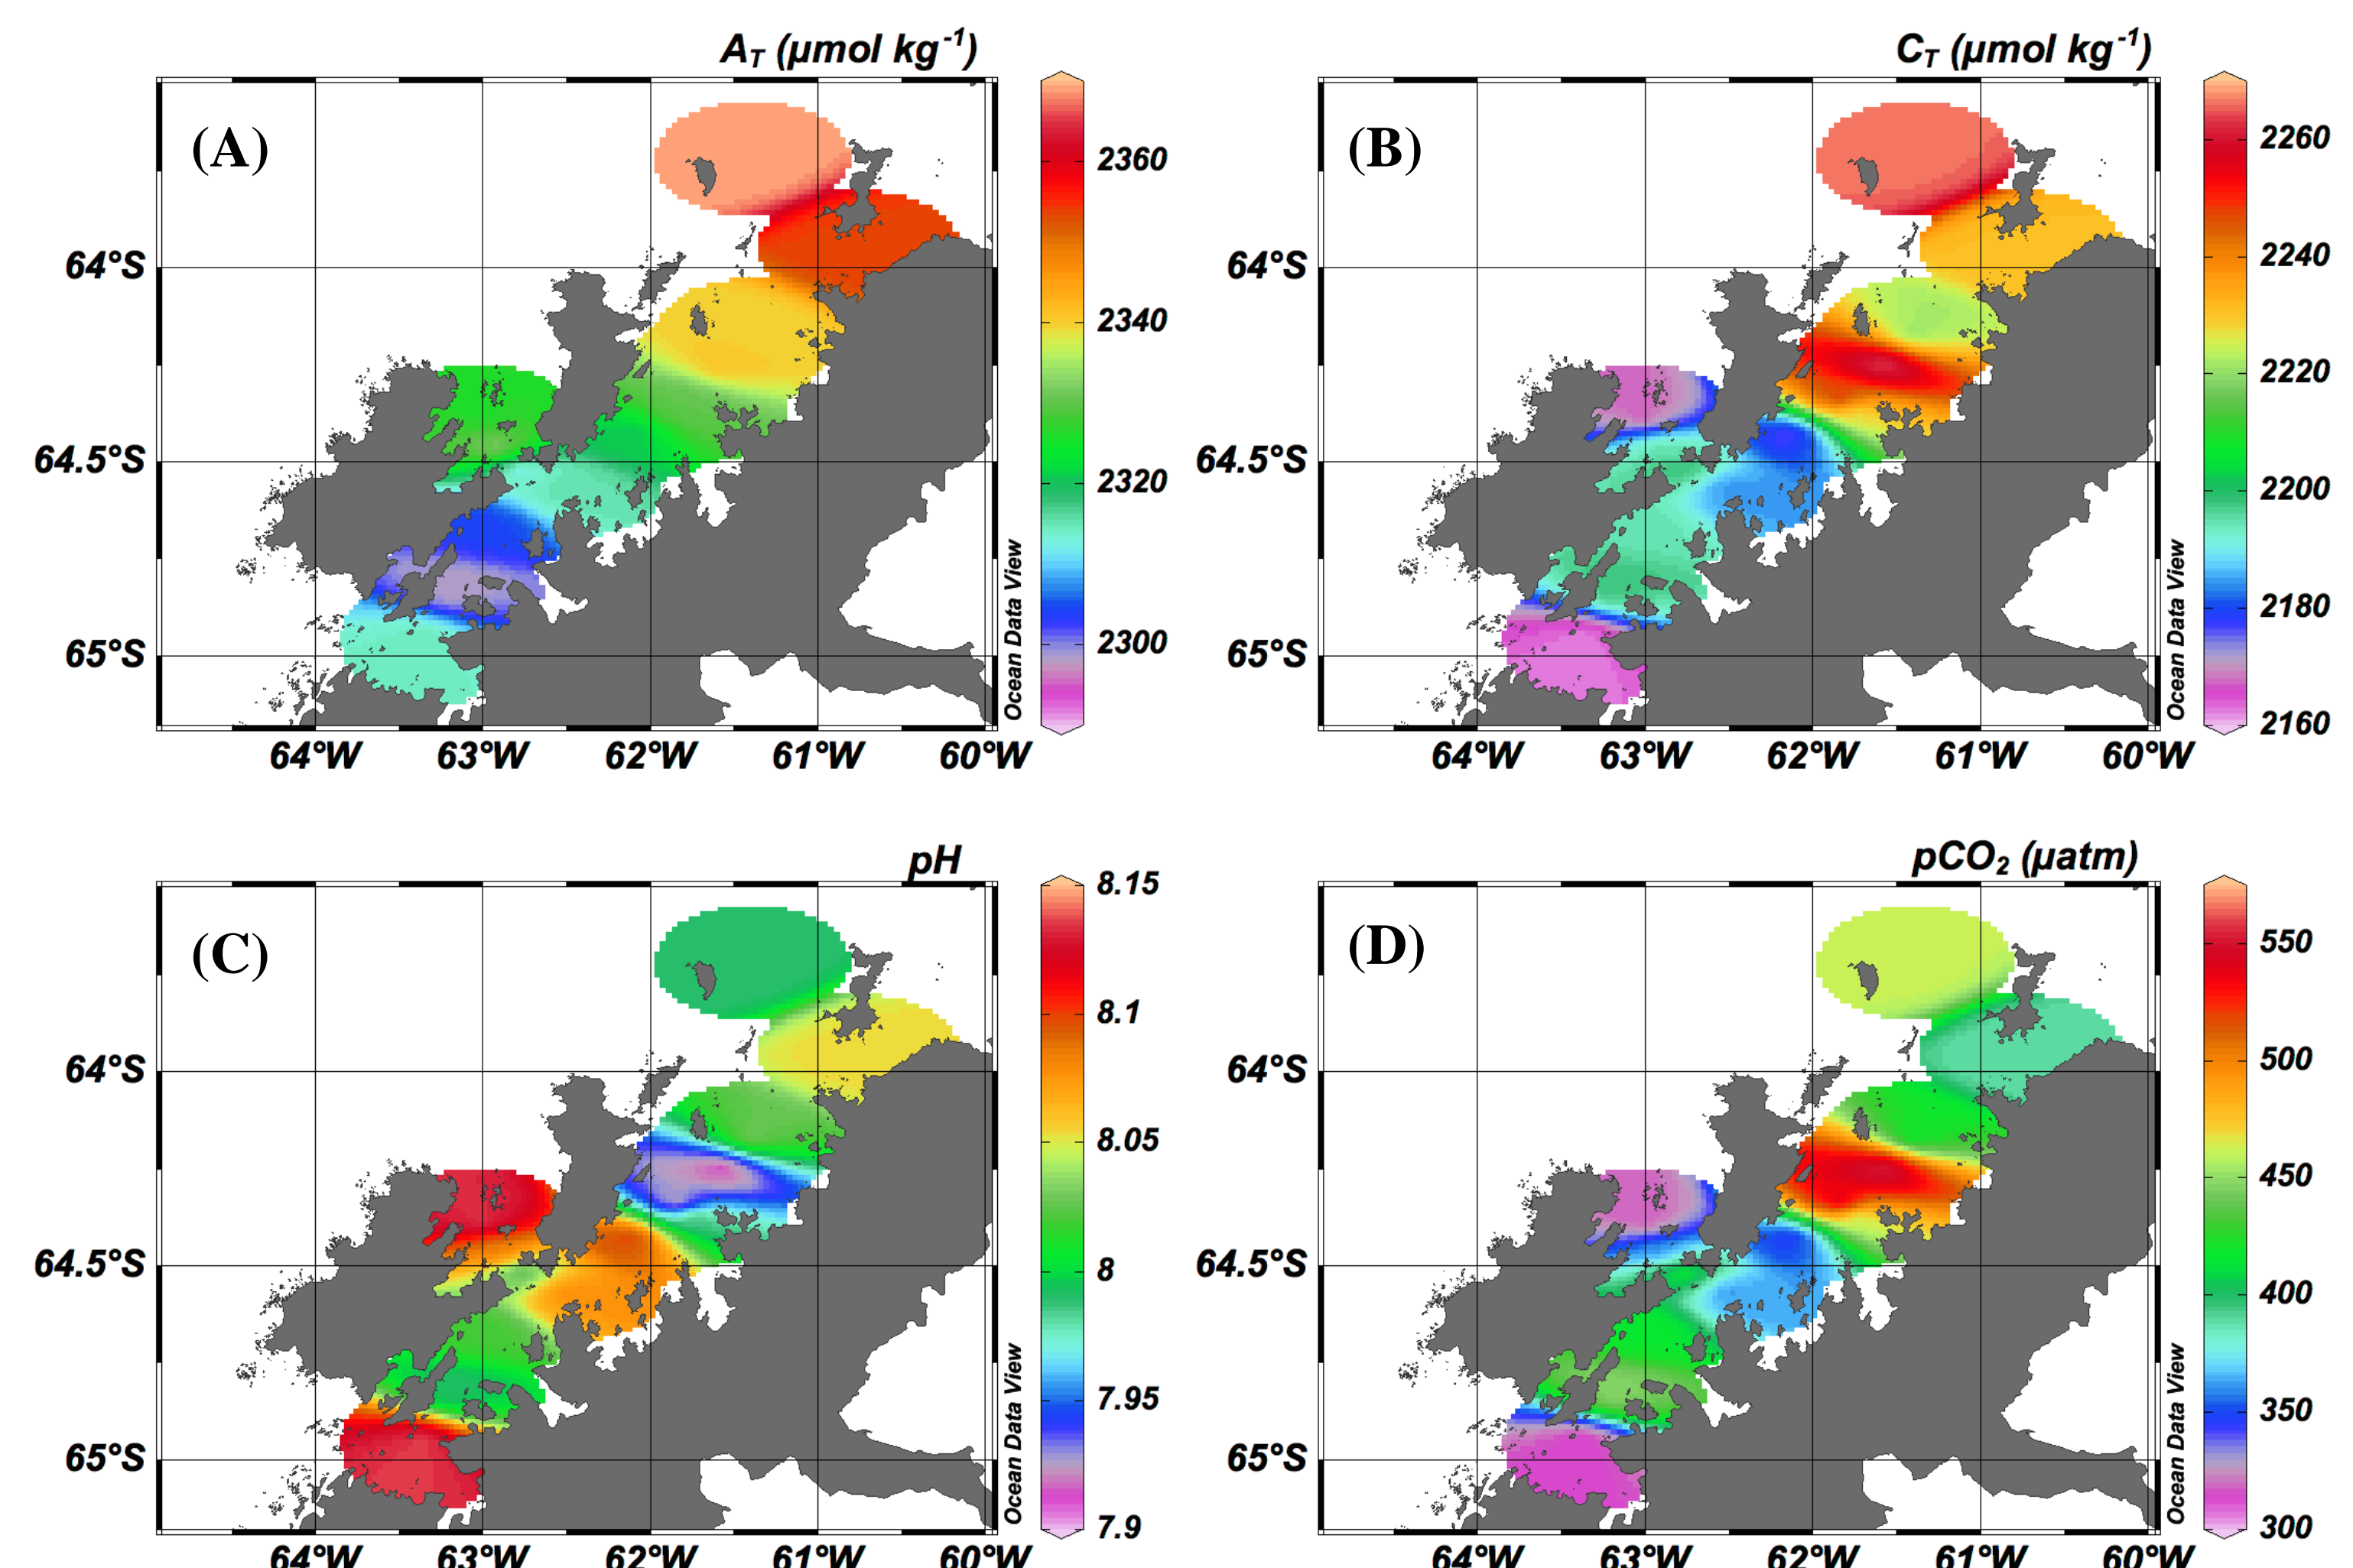 A_T (µmol kg⁻¹)
(A)
2360
2340
2320
2300
64°S
64.5°S
65°S
64°W 63°W 62°W 61°W 60°W
Ocean Data View
C_T (µmol kg⁻¹)
(B)
2260
2240
2220
2200
2180
2160
64°S
64.5°S
65°S
64°W 63°W 62°W 61°W 60°W
Ocean Data View
pH
(C)
8.15
8.1
8.05
8
7.95
7.9
64°S
64.5°S
65°S
64°W 63°W 62°W 61°W 60°W
Ocean Data View
pCO₂ (µatm)
(D)
550
500
450
400
350
300
64°S
64.5°S
65°S
64°W 63°W 62°W 61°W 60°W
Ocean Data View